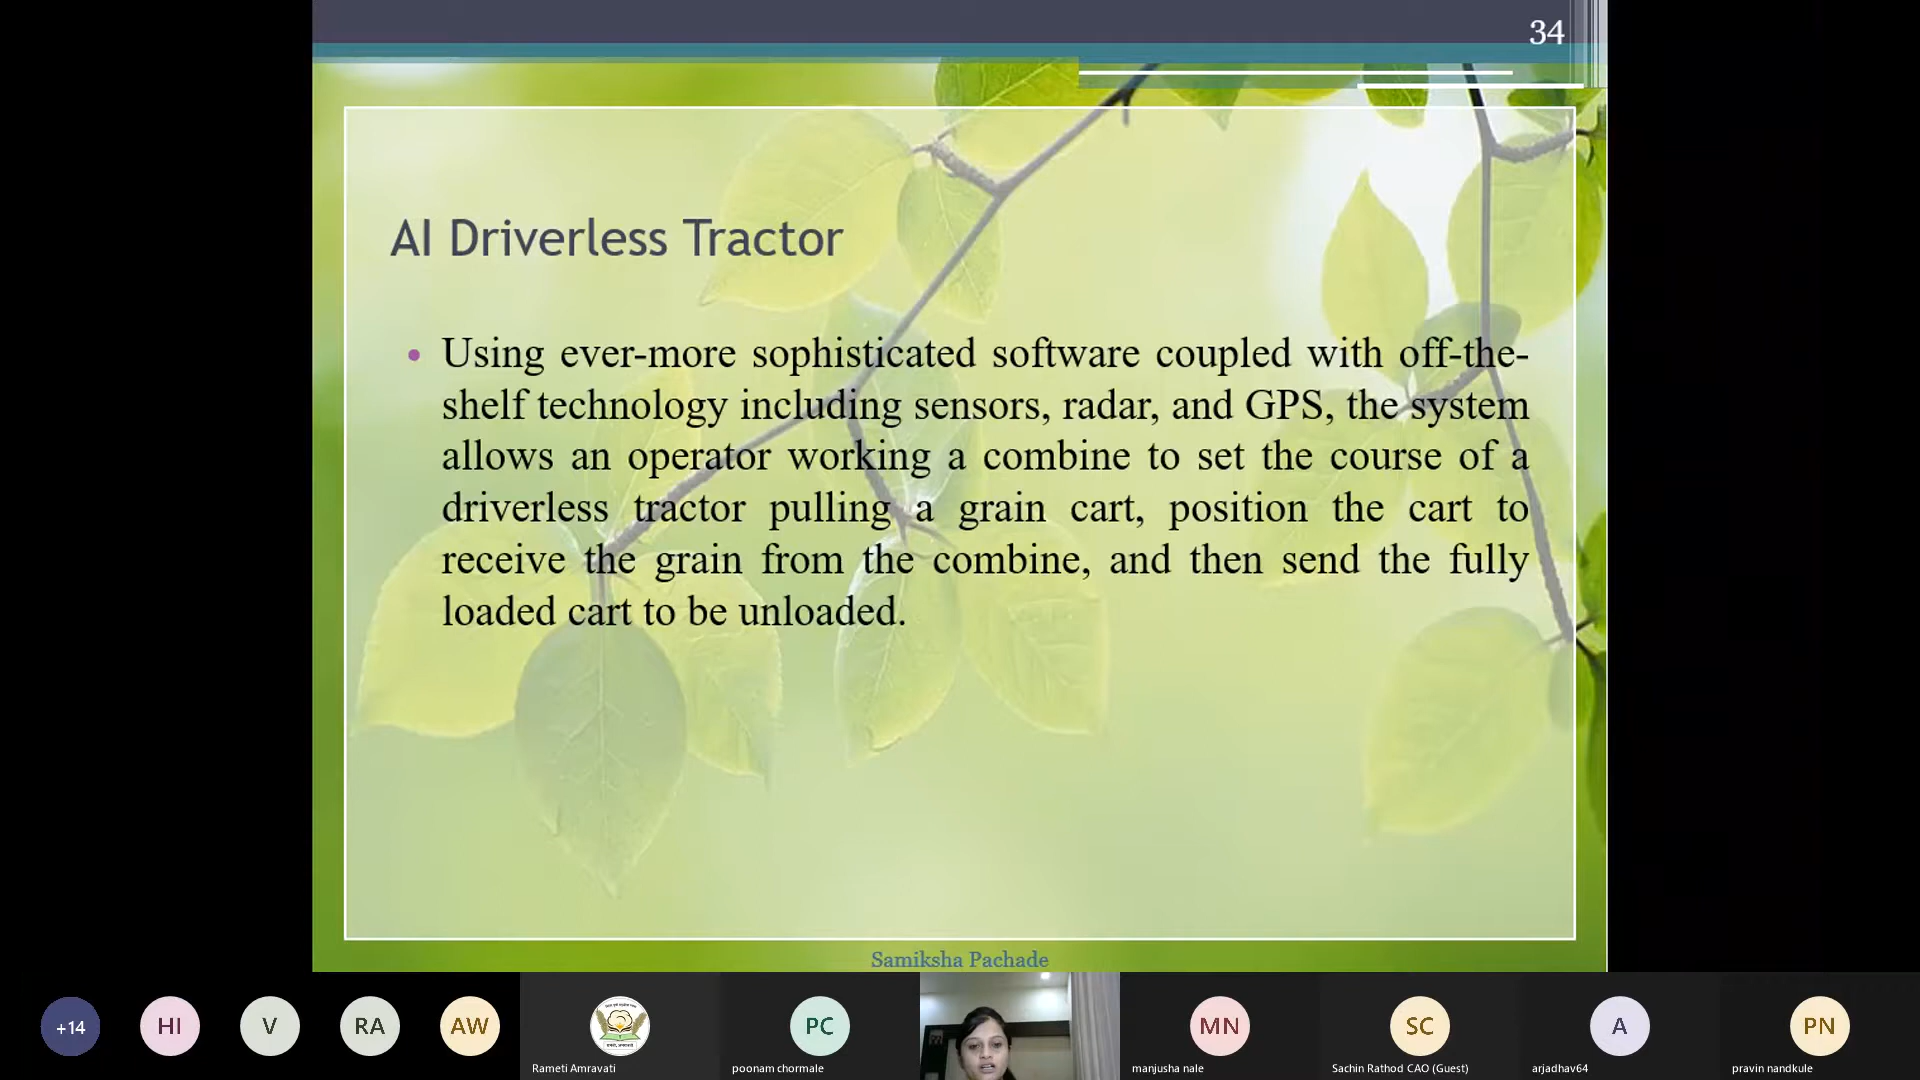 34
AI Driverless Tractor
• Using ever-more sophisticated software coupled with off-the-
shelf technology including sensors, radar, and GPS, the system
allows an operator working a combine to set the course of a
driverless tractor pulling a grain cart, position the cart to
receive the grain from the combine, and then send the fully
loaded cart to be unloaded.
Samiksha Pachade
+14
HI
V
RA
AW
PC
MN
SC
A
PN
Rameti Amravati
poonam chormale
manjusha nale
Sachin Rathod CAO (Guest)
arjadhav64
pravin nandkule